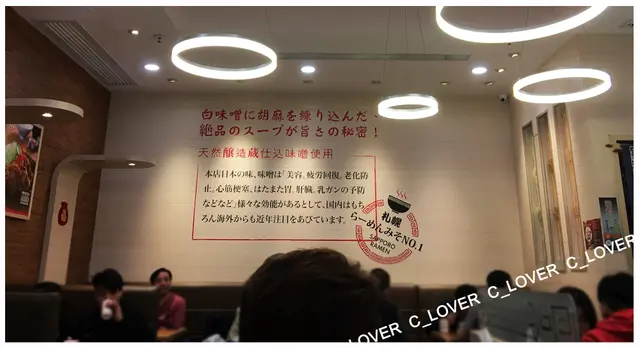 白味噌に胡麻を練り込んだ、
絶品のスープが旨さの秘密!
天然醸造蔵仕込味噌使用
本店日本の味、味噌は「美容。疲労回復。老化防
止。心筋梗塞、はたまた胃。肝臓。乳ガンの予防
などなど」様々な効能があるとして、国内はもち
ろん海外からも近年注目をあびています。
札幌
らーめんみそNO.1
SAPPORO
RAMEN
LOVER C_LOVER C_LOVER C_LOVER C_LOVER